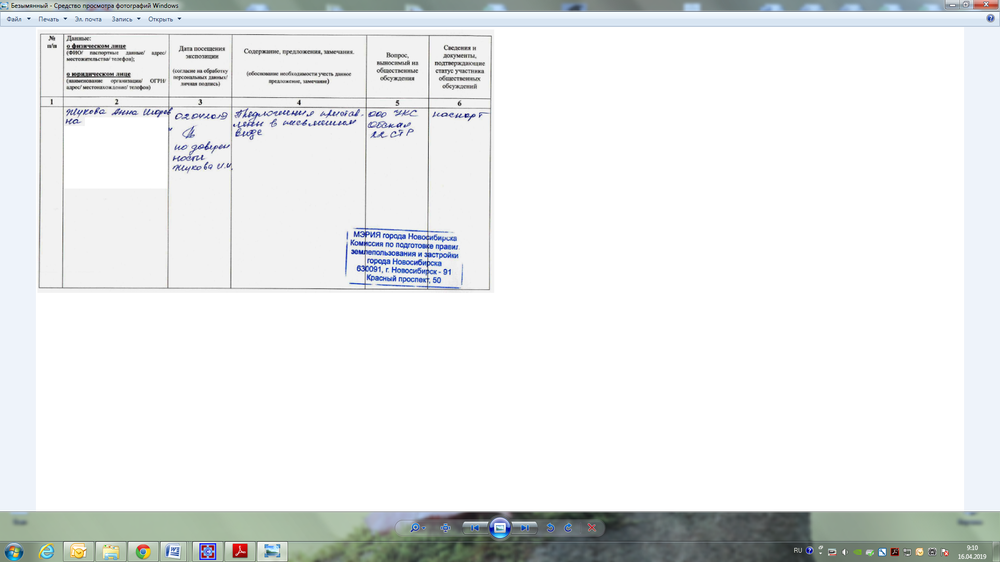 Безымянный - Средство просмотра фотографий Windows
Файл Печать Эл. почта Запись Открыть
№
п/п
Данные:
о физическом лице
(ФИО/ паспортные данные/ адрес/
местожительства/ телефон);
о юридическом лице
(наименование организации/ ОГРН/
адрес/ местонахождение/ телефон)
Дата посещения
экспозиции
(согласие на обработку
персональных данных/
личная подпись)
Содержание, предложения, замечания.
(обоснование необходимости учесть данное
предложение, замечание)
Вопрос,
выносимый на
общественные
обсуждения
Сведения и
документы,
подтверждающие
статус участника
общественных
обсуждений
1 2 3 4 5 6
Жукова Анна Игорев
на
02042019
по доверен
ности
Жукова И.И.
Предложения представ-
лены в письменном
виде
ООО УКС
Обская
22 СТР
паспорт
МЭРИЯ города Новосибирска
Комиссия по подготовке правил
землепользования и застройки
города Новосибирска
630091, г. Новосибирск - 91
Красный проспект, 50
RU
9:10
16.04.2019